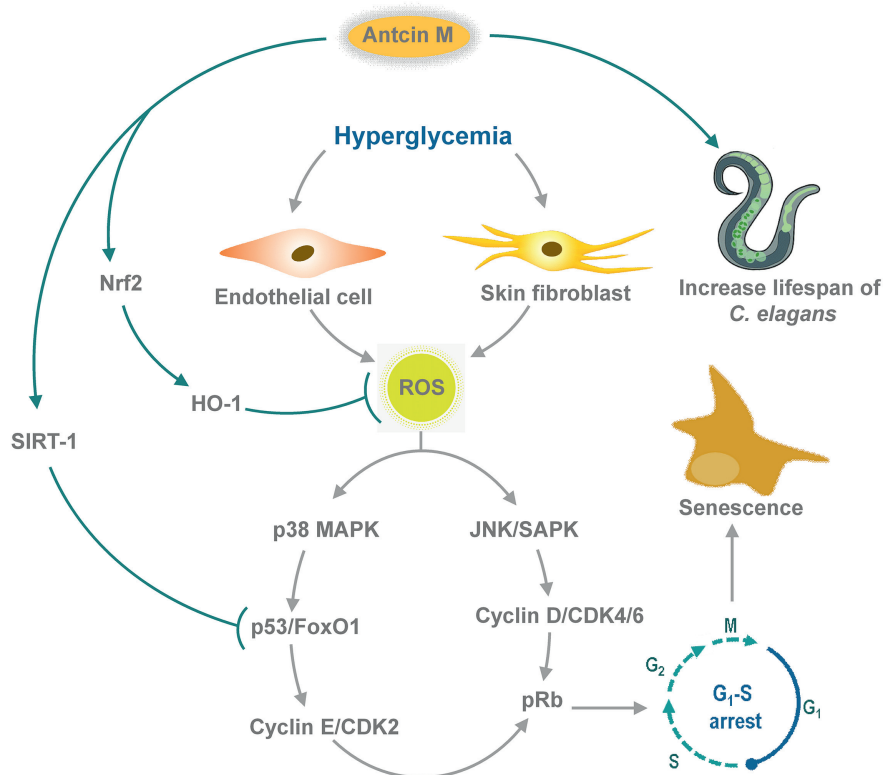 Antcin M
Hyperglycemia
Nrf2
Endothelial cell
Skin fibroblast
Increase lifespan of
C. elagans
HO-1
ROS
SIRT-1
Senescence
p38 MAPK
JNK/SAPK
p53/FoxO1
Cyclin D/CDK4/6
M
G₂
G₁-S
arrest
G₁
S
pRb
Cyclin E/CDK2